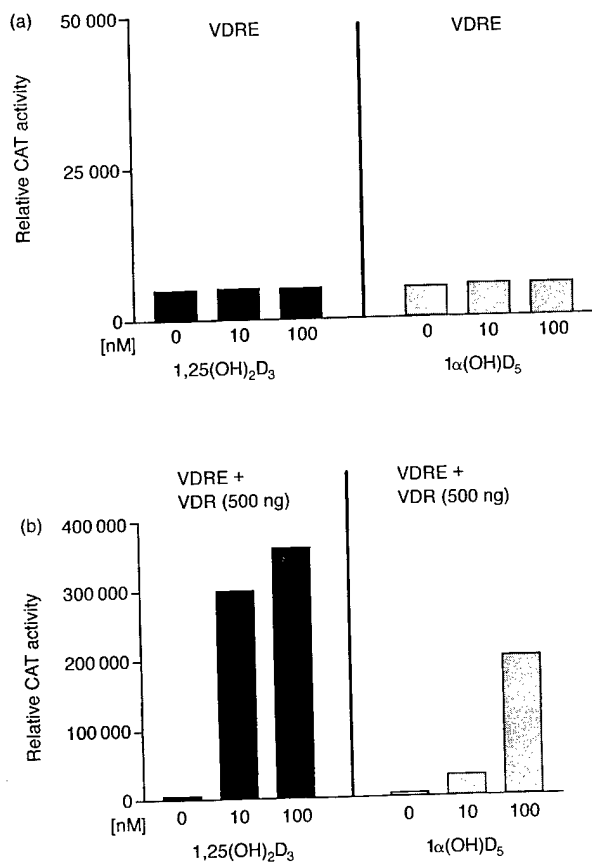 (a)
VDRE
VDRE
50 000
25 000
0
Relative CAT activity
[nM]
0 10 100
0 10 100
1,25(OH)₂D₃
1α(OH)D₅
(b)
VDRE +
VDR (500 ng)
VDRE +
VDR (500 ng)
400 000
300 000
200 000
100 000
0
Relative CAT activity
[nM]
0 10 100
0 10 100
1,25(OH)₂D₃
1α(OH)D₅